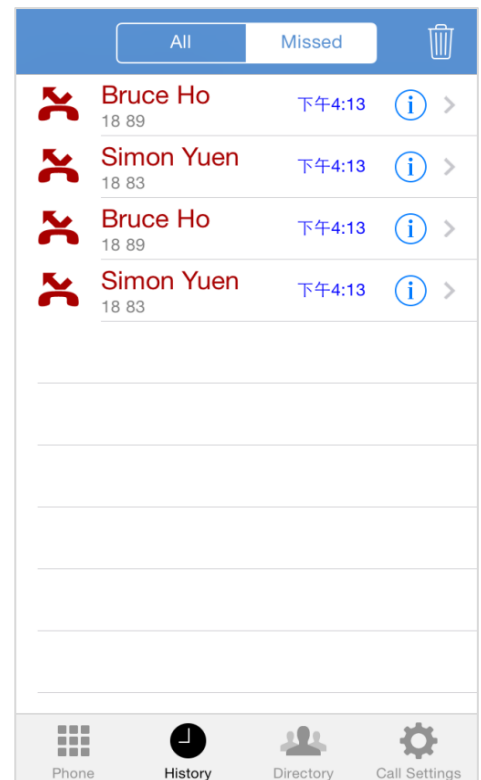 All Missed
Bruce Ho 下午4:13
18 89
Simon Yuen 下午4:13
18 83
Bruce Ho 下午4:13
18 89
Simon Yuen 下午4:13
18 83
Phone History Directory Call Settings